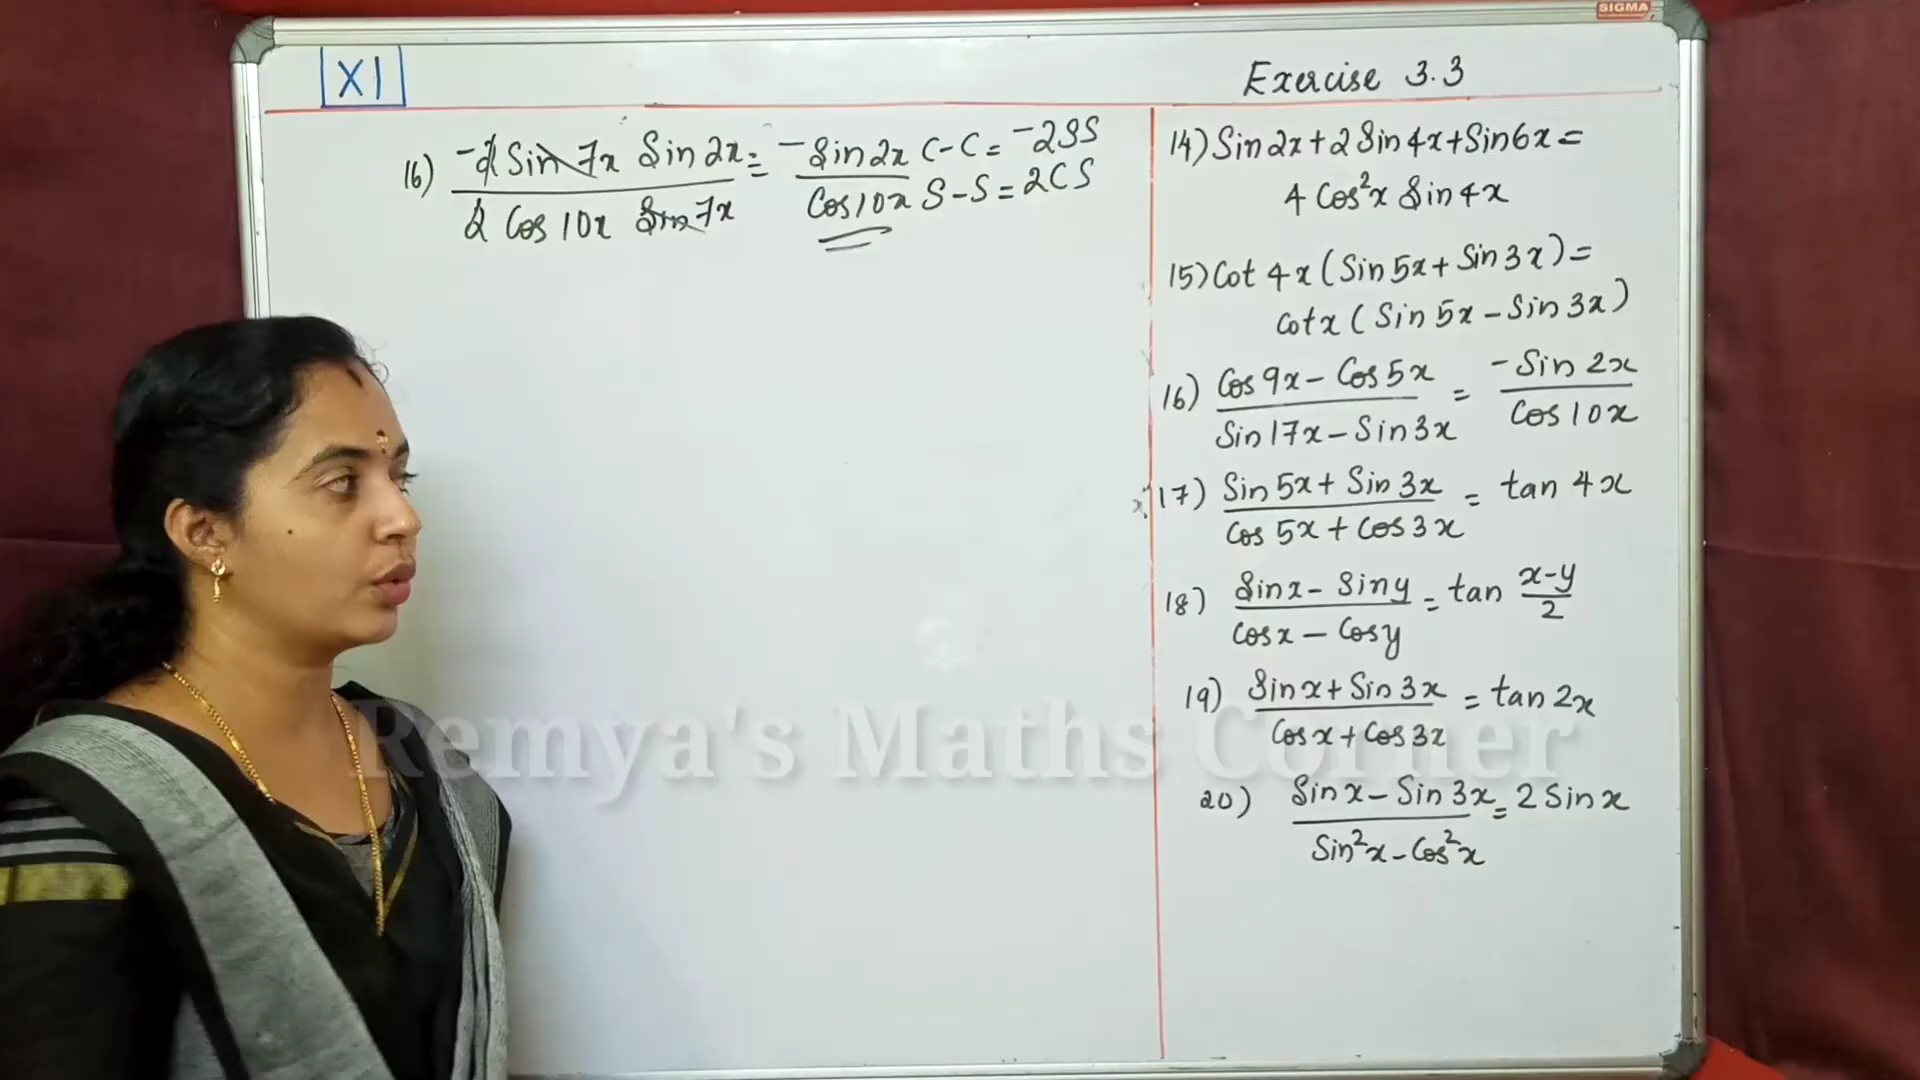 SIGMA
XI
Exercise 3.3
16) -2 Sin 7x Sin 2x / 2 Cos 10x Sin 7x = -Sin 2x / Cos 10x
C-C = -2SS
S-S = 2CS
14) Sin 2x + 2 Sin 4x + Sin 6x =
4 Cos²x Sin 4x
15) Cot 4x (Sin 5x + Sin 3x) =
Cot x (Sin 5x - Sin 3x)
16) Cos 9x - Cos 5x / Sin 17x - Sin 3x = -Sin 2x / Cos 10x
17) Sin 5x + Sin 3x / Cos 5x + Cos 3x = tan 4x
18) Sin x - Sin y / Cos x - Cos y = tan x-y / 2
19) Sin x + Sin 3x / Cos x + Cos 3x = tan 2x
20) Sin x - Sin 3x / Sin²x - Cos²x = 2 Sin x
Remya's Maths Corner